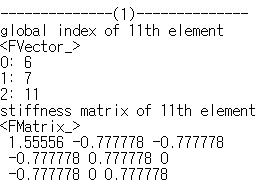 --------------(1)--------------
global index of 11th element
<FVector_>
0: 6
1: 7
2: 11
stiffness matrix of 11th element
<FMatrix_>
1.55556 -0.777778 -0.777778
-0.777778 0.777778 0
-0.777778 0 0.777778